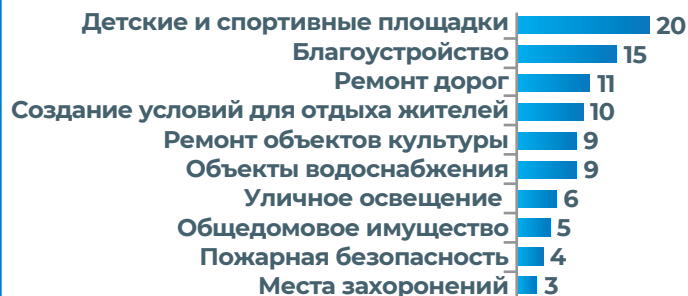 Детские и спортивные площадки 20
Благоустройство 15
Ремонт дорог 11
Создание условий для отдыха жителей 10
Ремонт объектов культуры 9
Объекты водоснабжения 9
Уличное освещение 6
Общедомовое имущество 5
Пожарная безопасность 4
Места захоронений 3